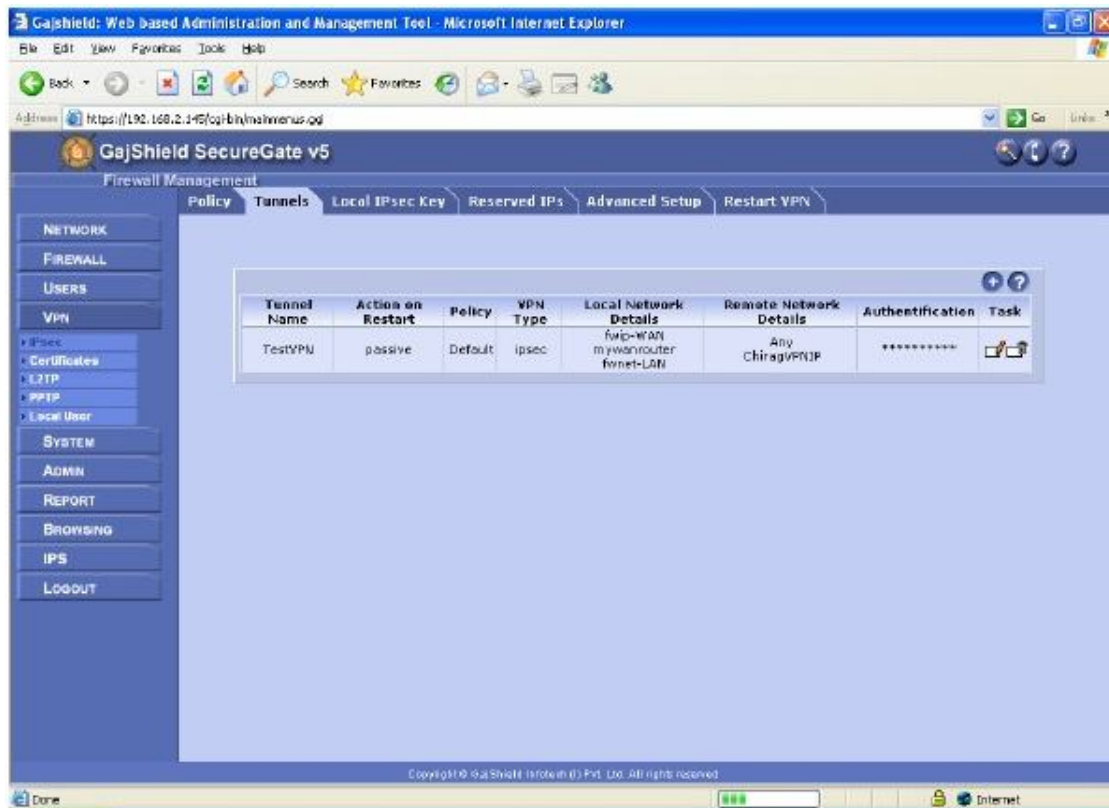 Gajshield: Web based Administration and Management Tool - Microsoft Internet Explorer
File Edit View Favorites Tools Help
Back Search Favorites
Address https://192.168.2.145/cgi-bin/mainmenus.cgi Go Links
GajShield SecureGate v5
Firewall Management
Policy Tunnels Local IPsec Key Reserved IPs Advanced Setup Restart VPN
NETWORK
FIREWALL
USERS
VPN
IPsec
Certificates
L2TP
PPTP
Local User
SYSTEM
ADMIN
REPORT
BROWSING
IPS
LOGOUT
Tunnel Name Action on Restart Policy VPN Type Local Network Details Remote Network Details Authentification Task
TestVPN passive Default ipsec fwip-WAN mywanrouter fwnet-LAN Any ChiragVPNIP **********
Copyright © GajShield Infotech (I) Pvt. Ltd. All rights reserved
Done Internet